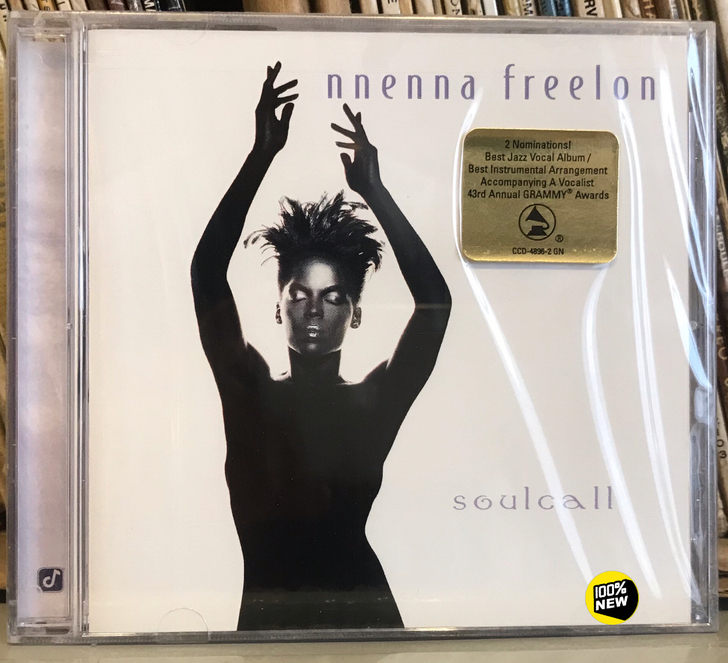 nnenna freelon
2 Nominations!
Best Jazz Vocal Album /
Best Instrumental Arrangement
Accompanying A Vocalist
43rd Annual GRAMMY® Awards
®
CCD-4896-2 GN
soulcall
100%
NEW